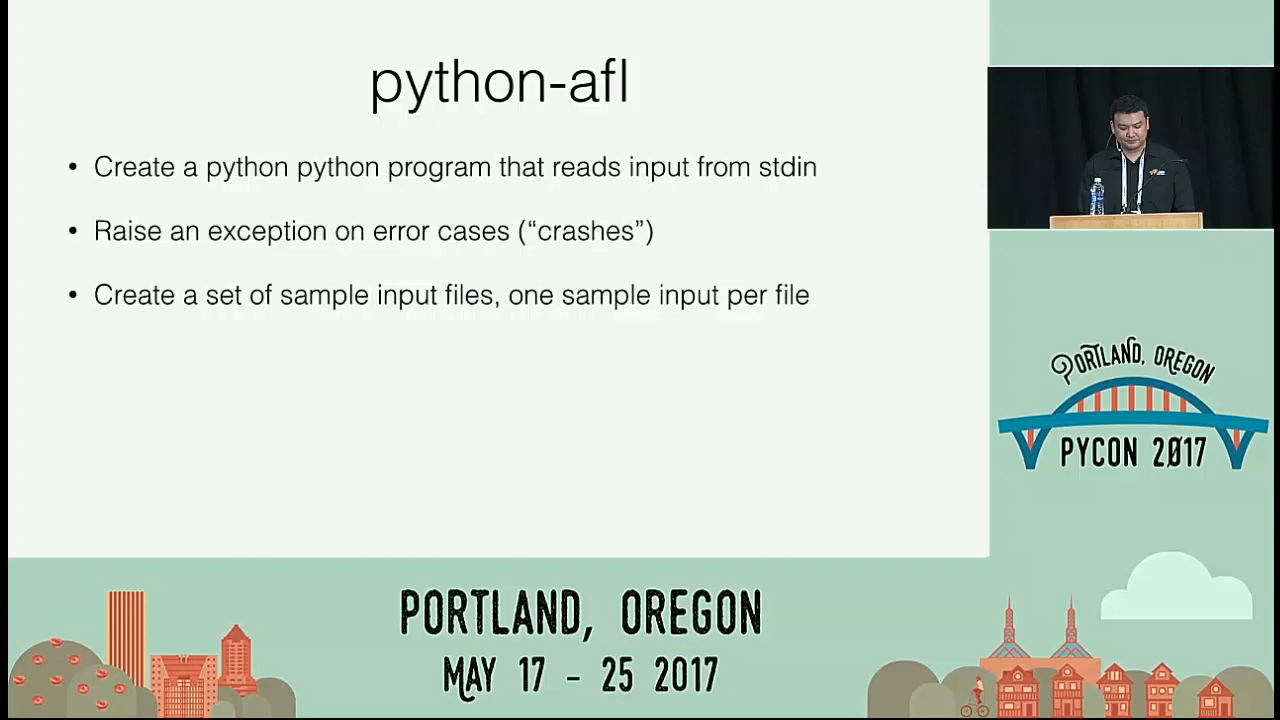 python-afl
• Create a python python program that reads input from stdin
• Raise an exception on error cases (“crashes”)
• Create a set of sample input files, one sample input per file
PORTLAND, OREGON
PYCON 2017
PORTLAND, OREGON
MAY 17 - 25 2017